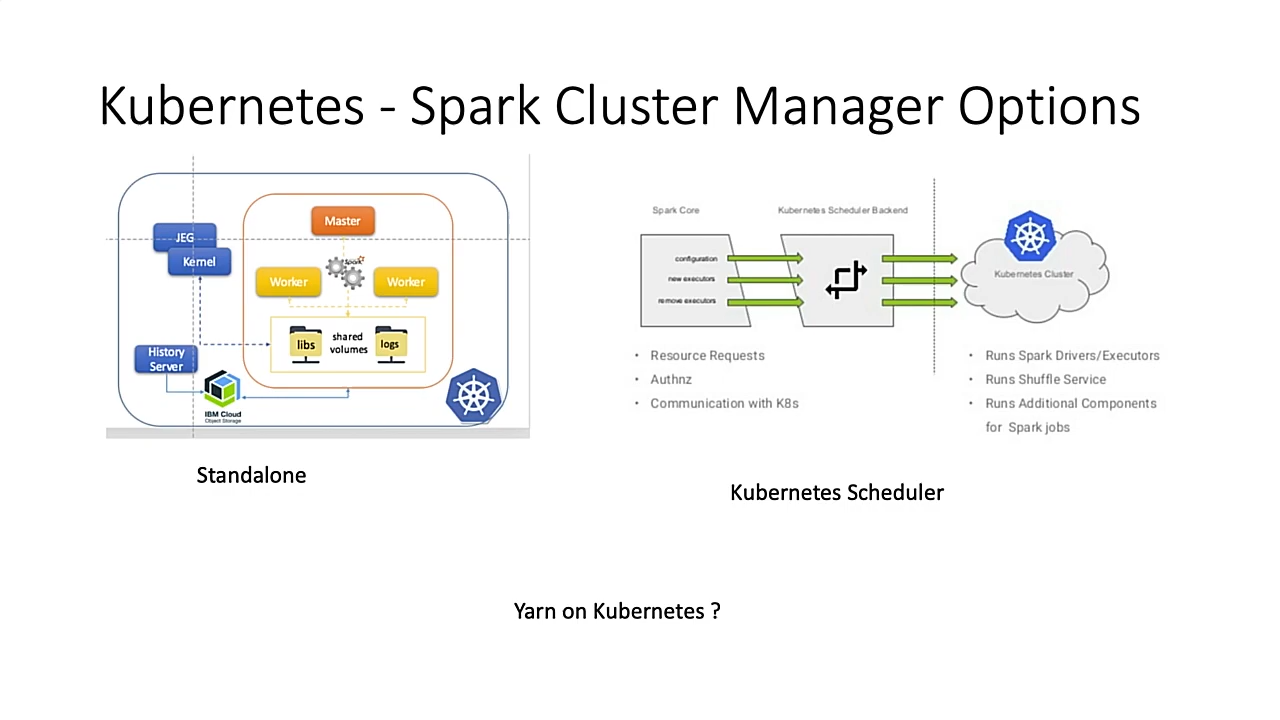 Kubernetes - Spark Cluster Manager Options
JEG
Kernel
Master
Spark
Worker
Worker
libs
shared
volumes
logs
History
Server
IBM Cloud
Object Storage
Standalone
Spark Core
Kubernetes Scheduler Backend
configuration
new executors
remove executors
Kubernetes Cluster
• Resource Requests
• Authnz
• Communication with K8s
• Runs Spark Drivers/Executors
• Runs Shuffle Service
• Runs Additional Components
for Spark jobs
Kubernetes Scheduler
Yarn on Kubernetes ?